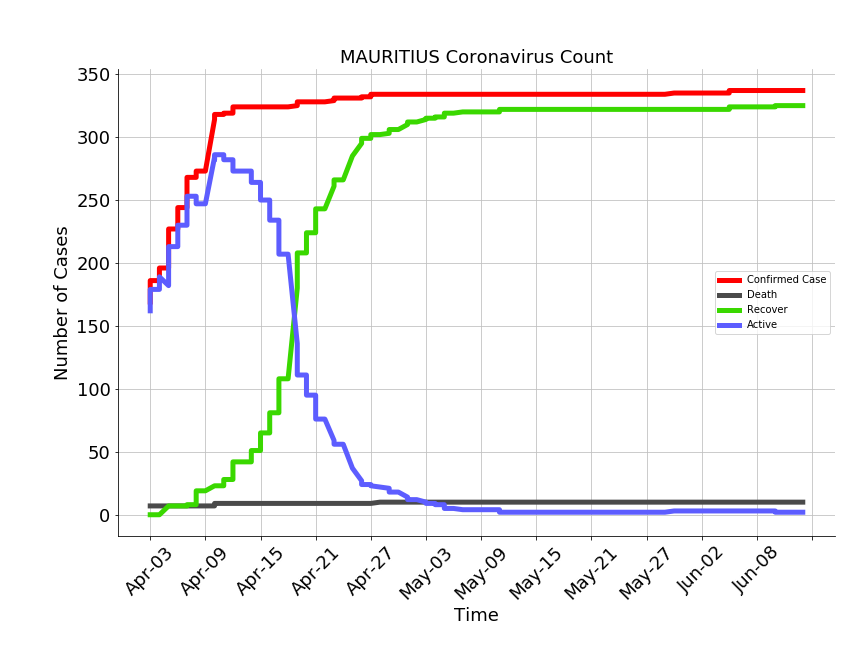 MAURITIUS Coronavirus Count
Number of Cases
350
300
250
200
150
100
50
0
Confirmed Case
Death
Recover
Active
Apr-03
Apr-09
Apr-15
Apr-21
Apr-27
May-03
May-09
May-15
May-21
May-27
Jun-02
Jun-08
Time